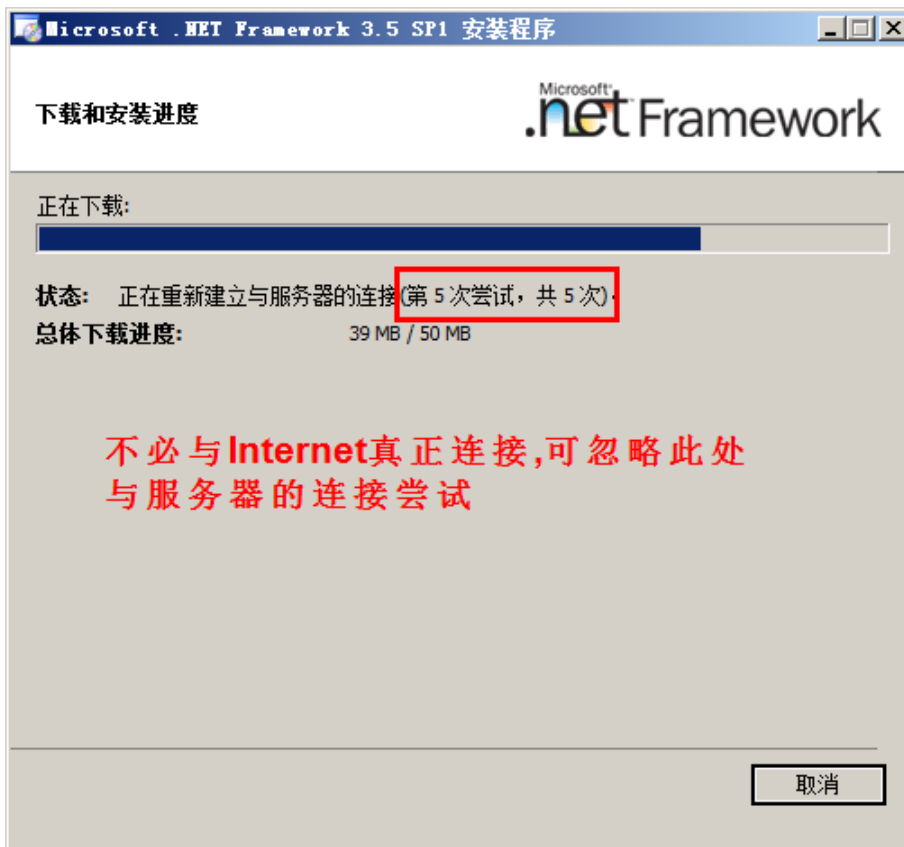 Microsoft .NET Framework 3.5 SP1 安装程序
下载和安装进度
Microsoft
.net Framework
正在下载:
状态: 正在重新建立与服务器的连接(第 5 次尝试，共 5 次).
总体下载进度: 39 MB / 50 MB
不必与Internet真正连接,可忽略此处
与服务器的连接尝试
取消